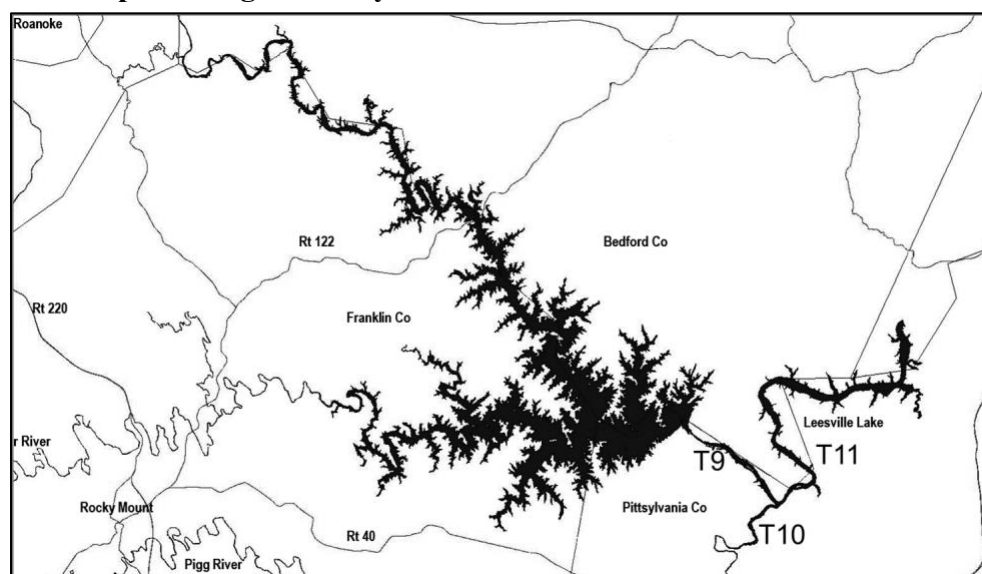 Roanoke
Rt 122
Bedford Co
Rt 220
Franklin Co
Leesville Lake
r River
T9
T11
Rocky Mount
Pittsylvania Co
Rt 40
T10
Pigg River